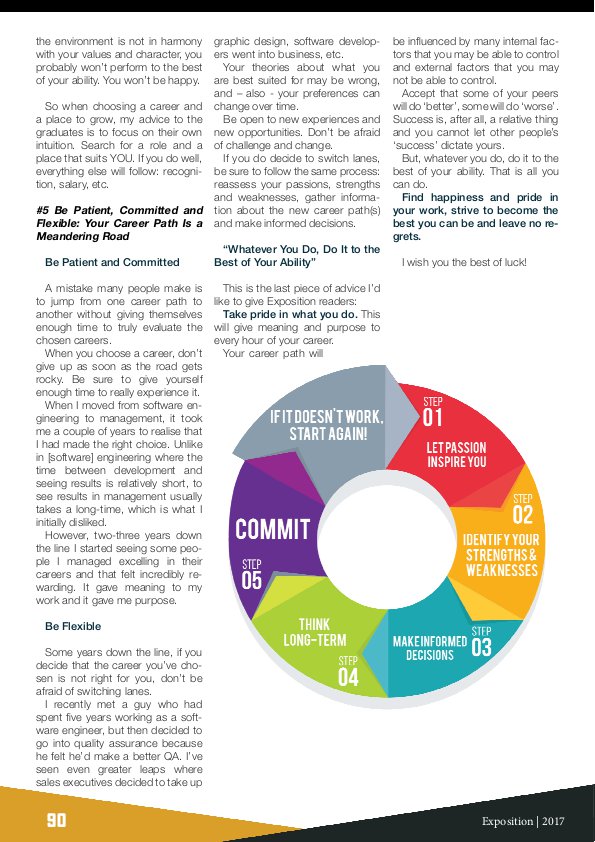 the environment is not in harmony
with your values and character, you
probably won't perform to the best
of your ability. You won't be happy.
So when choosing a career and
a place to grow, my advice to the
graduates is to focus on their own
intuition. Search for a role and a
place that suits YOU. If you do well,
everything else will follow: recogni-
tion, salary, etc.
#5 Be Patient, Committed and
Flexible: Your Career Path Is a
Meandering Road
Be Patient and Committed
A mistake many people make is
to jump from one career path to
another without giving themselves
enough time to truly evaluate the
chosen careers.
When you choose a career, don't
give up as soon as the road gets
rocky. Be sure to give yourself
enough time to really experience it.
When I moved from software en-
gineering to management, it took
me a couple of years to realise that
I had made the right choice. Unlike
in [software] engineering where the
time between development and
seeing results is relatively short, to
see results in management usually
takes a long-time, which is what I
initially disliked.
However, two-three years down
the line I started seeing some peo-
ple I managed excelling in their
careers and that felt incredibly re-
warding. It gave meaning to my
work and it gave me purpose.
Be Flexible
Some years down the line, if you
decide that the career you've cho-
sen is not right for you, don't be
afraid of switching lanes.
I recently met a guy who had
spent five years working as a soft-
ware engineer, but then decided to
go into quality assurance because
he felt he'd make a better QA. I've
seen even greater leaps where
sales executives decided to take up
graphic design, software develop-
ers went into business, etc.
Your theories about what you
are best suited for may be wrong,
and – also - your preferences can
change over time.
Be open to new experiences and
new opportunities. Don't be afraid
of challenge and change.
If you do decide to switch lanes,
be sure to follow the same process:
reassess your passions, strengths
and weaknesses, gather informa-
tion about the new career path(s)
and make informed decisions.
"Whatever You Do, Do It to the
Best of Your Ability"
This is the last piece of advice I'd
like to give Exposition readers:
Take pride in what you do. This
will give meaning and purpose to
every hour of your career.
Your career path will
be influenced by many internal fac-
tors that you may be able to control
and external factors that you may
not be able to control.
Accept that some of your peers
will do 'better', some will do 'worse'.
Success is, after all, a relative thing
and you cannot let other people's
'success' dictate yours.
But, whatever you do, do it to the
best of your ability. That is all you
can do.
Find happiness and pride in
your work, strive to become the
best you can be and leave no re-
grets.
I wish you the best of luck!
IF IT DOESN'T WORK,
START AGAIN!
STEP
01
LET PASSION
INSPIRE YOU
STEP
02
IDENTIFY YOUR
STRENGTHS &
WEAKNESSES
STEP
03
MAKE INFORMED
DECISIONS
THINK
LONG-TERM
STEP
04
COMMIT
STEP
05
90
Exposition | 2017